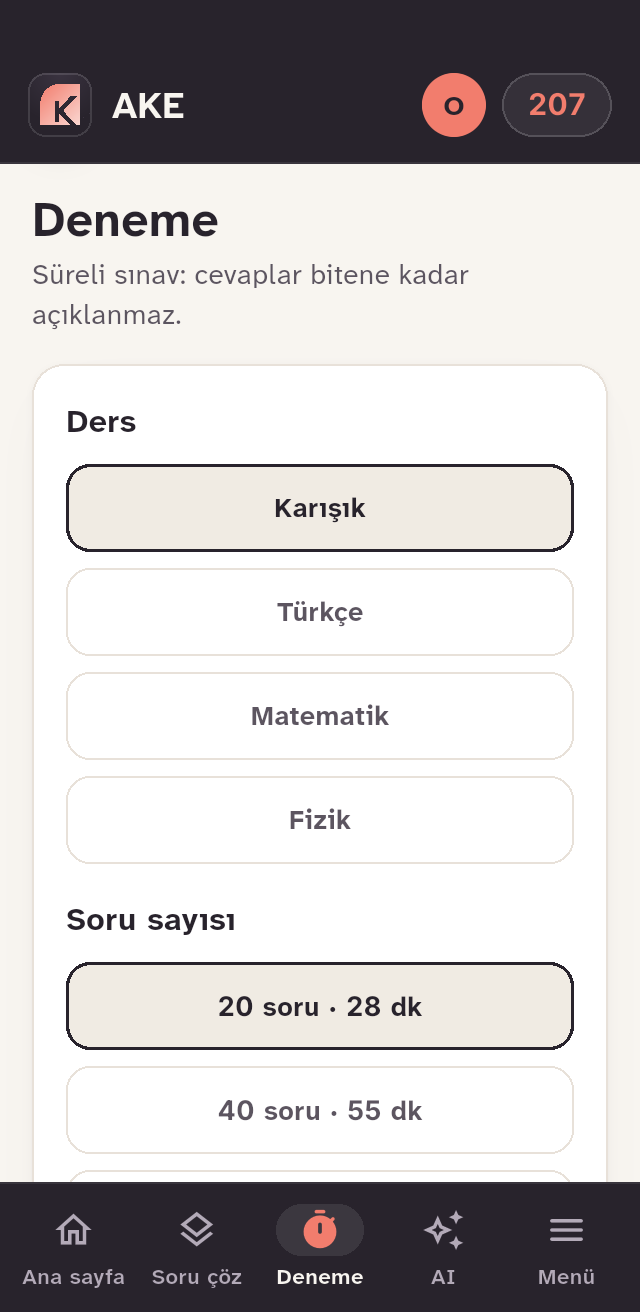 K
AKE
O
207
Deneme
Süreli sınav: cevaplar bitene kadar
açıklanmaz.
Ders
Karışık
Türkçe
Matematik
Fizik
Soru sayısı
20 soru · 28 dk
40 soru · 55 dk
Ana sayfa
Soru çöz
Deneme
AI
Menü